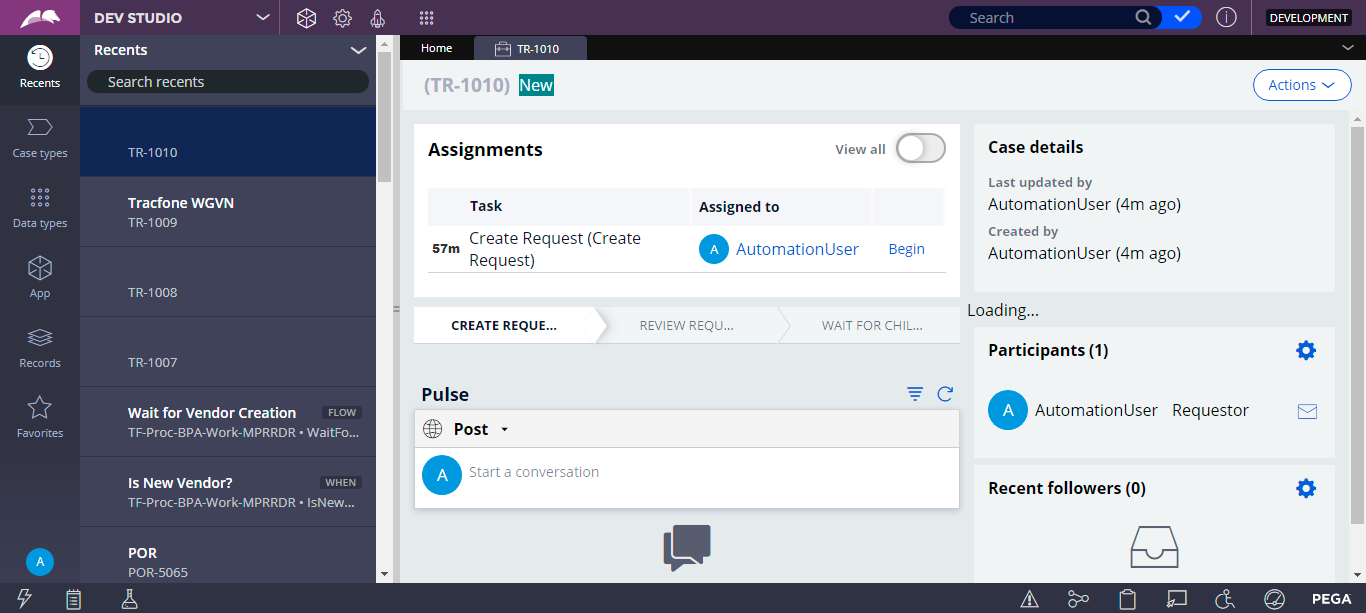 DEV STUDIO
Search
DEVELOPMENT
Recents
Search recents
Recents
Case types
Data types
App
Records
Favorites
A
TR-1010
Tracfone WGVN
TR-1009
TR-1008
TR-1007
Wait for Vendor Creation FLOW
TF-Proc-BPA-Work-MPRRDR • WaitFo...
Is New Vendor? WHEN
TF-Proc-BPA-Work-MPRRDR • IsNew...
POR
POR-5065
Home
TR-1010
(TR-1010) New
Actions
Assignments
View all
Task
Assigned to
57m
Create Request (Create
Request)
A
AutomationUser
Begin
CREATE REQUE...
REVIEW REQU...
WAIT FOR CHIL...
Pulse
Post
A
Start a conversation
Case details
Last updated by
AutomationUser (4m ago)
Created by
AutomationUser (4m ago)
Loading...
Participants (1)
A
AutomationUser Requestor
Recent followers (0)
PEGA